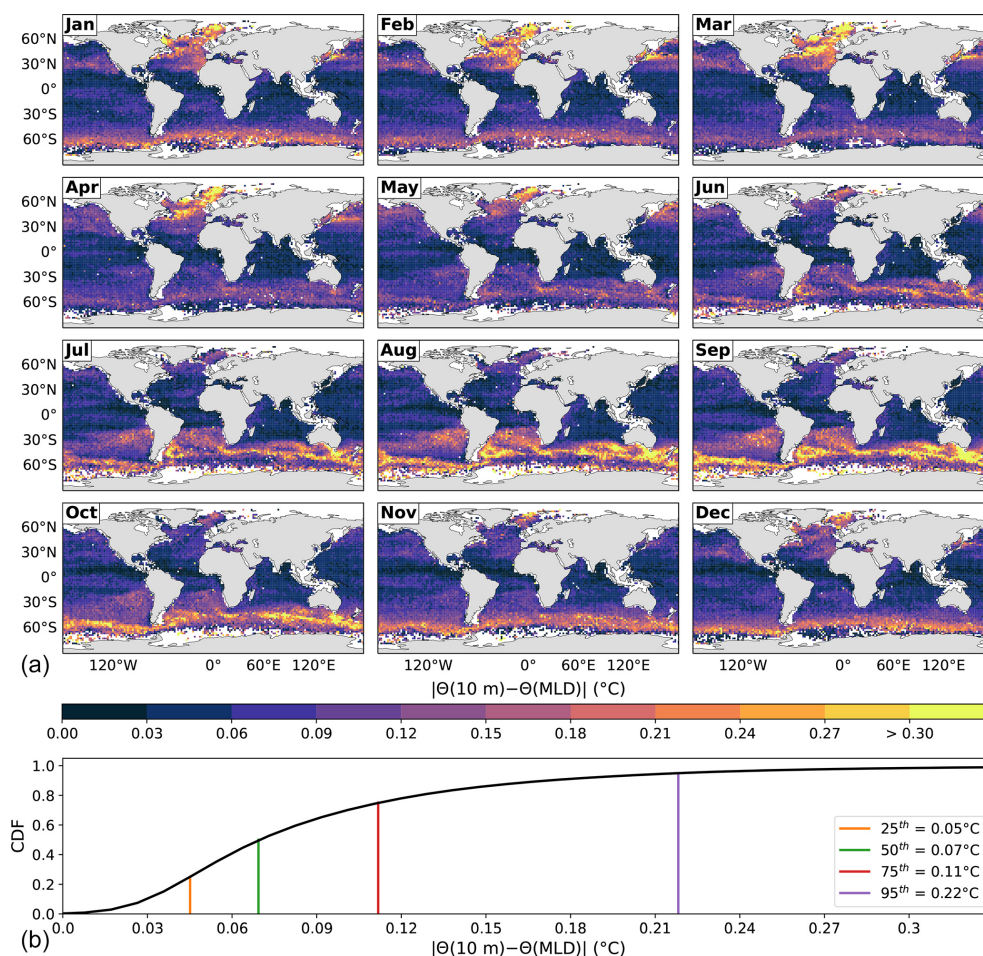 Jan Feb Mar
60°N
30°N
0°
30°S
60°S
Apr May Jun
60°N
30°N
0°
30°S
60°S
Jul Aug Sep
60°N
30°N
0°
30°S
60°S
Oct Nov Dec
60°N
30°N
0°
30°S
60°S
(a)
120°W 0° 60°E 120°E 120°W 0° 60°E 120°E 120°W 0° 60°E 120°E
|Θ(10 m)−Θ(MLD)| (°C)
0.00 0.03 0.06 0.09 0.12 0.15 0.18 0.21 0.24 0.27 > 0.30
1.0
0.8
0.6
0.4
0.2
0.0
CDF
25th = 0.05°C
50th = 0.07°C
75th = 0.11°C
95th = 0.22°C
0.0 0.03 0.06 0.09 0.12 0.15 0.18 0.21 0.24 0.27 0.3
(b)
|Θ(10 m)−Θ(MLD)| (°C)